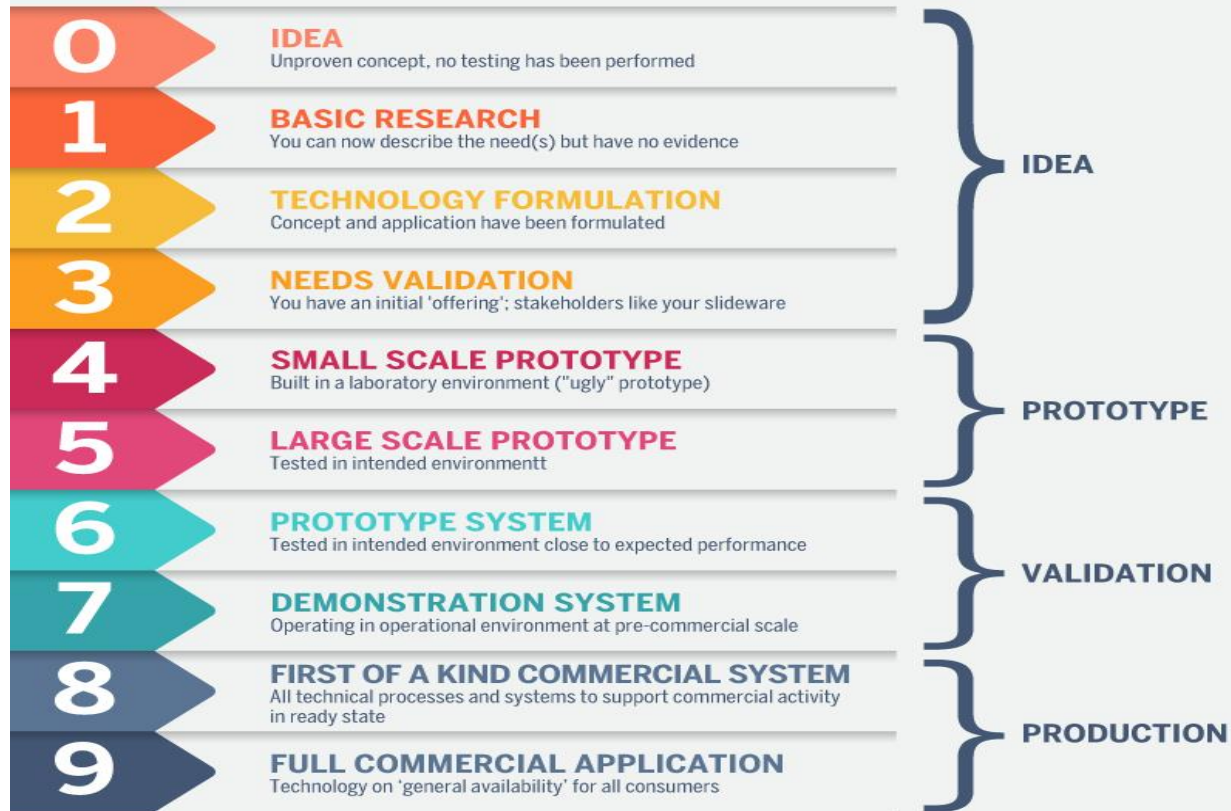 0
IDEA
Unproven concept, no testing has been performed
1
BASIC RESEARCH
You can now describe the need(s) but have no evidence
2
TECHNOLOGY FORMULATION
Concept and application have been formulated
3
NEEDS VALIDATION
You have an initial 'offering'; stakeholders like your slideware
IDEA
4
SMALL SCALE PROTOTYPE
Built in a laboratory environment ("ugly" prototype)
5
LARGE SCALE PROTOTYPE
Tested in intended environmentt
PROTOTYPE
6
PROTOTYPE SYSTEM
Tested in intended environment close to expected performance
7
DEMONSTRATION SYSTEM
Operating in operational environment at pre-commercial scale
VALIDATION
8
FIRST OF A KIND COMMERCIAL SYSTEM
All technical processes and systems to support commercial activity
in ready state
9
FULL COMMERCIAL APPLICATION
Technology on 'general availability' for all consumers
PRODUCTION